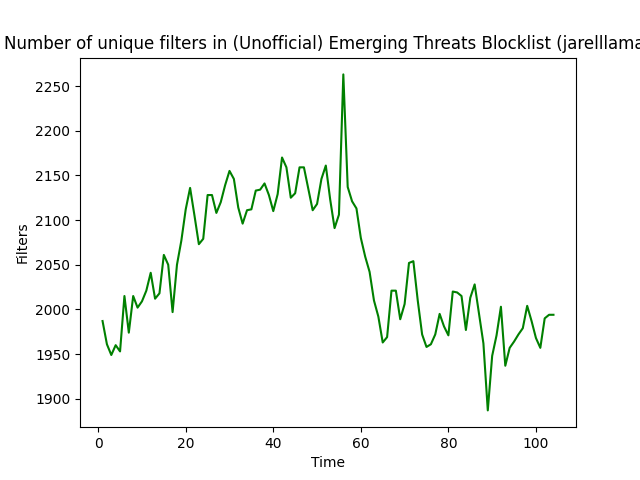 Number of unique filters in (Unofficial) Emerging Threats Blocklist (jarelllama
2250
2200
2150
2100
2050
2000
1950
1900
Filters
0 20 40 60 80 100
Time